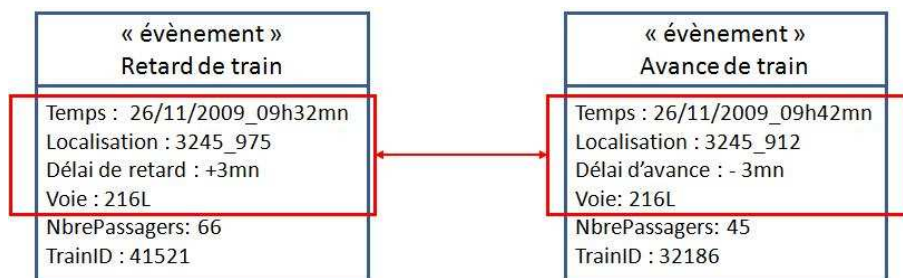 « évènement »
Retard de train
Temps :  26/11/2009_09h32mn
Localisation : 3245_975
Délai de retard : +3mn
Voie : 216L
NbrePassagers: 66
TrainID : 41521
« évènement »
Avance de train
Temps : 26/11/2009_09h42mn
Localisation : 3245_912
Délai d’avance : - 3mn
Voie: 216L
NbrePassagers: 45
TrainID : 32186